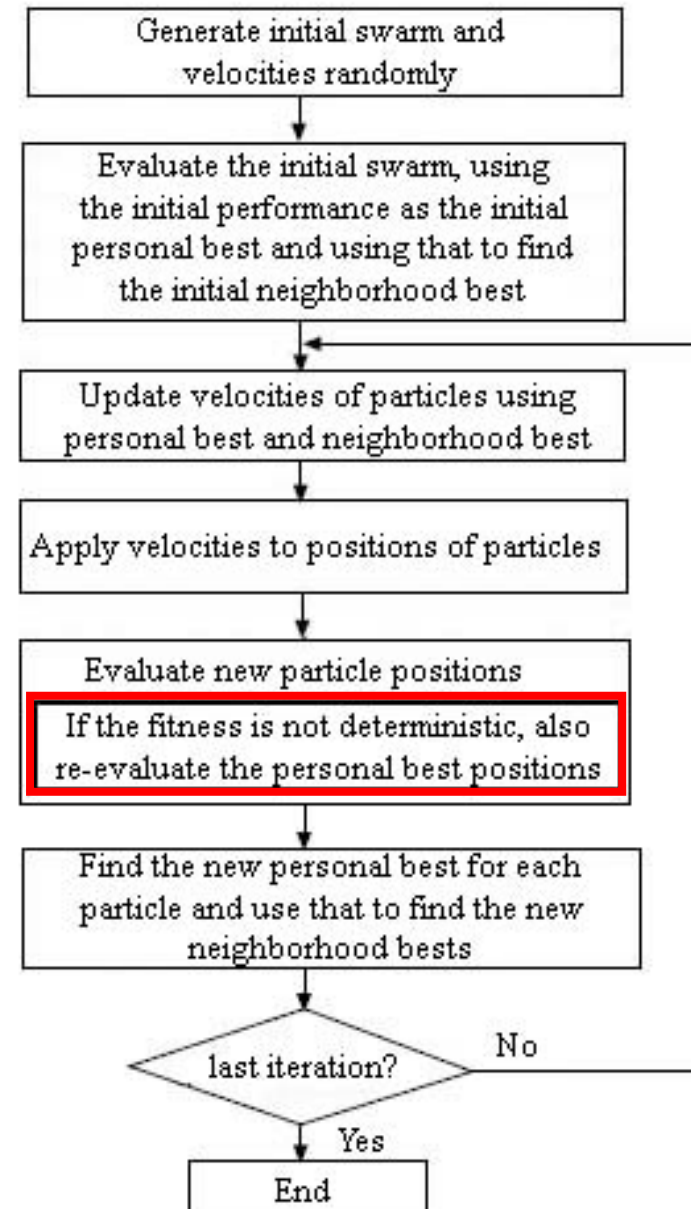 Generate initial swarm and
velocities randomly
Evaluate the initial swarm, using
the initial performance as the initial
personal best and using that to find
the initial neighborhood best
Update velocities of particles using
personal best and neighborhood best
Apply velocities to positions of particles
Evaluate new particle positions
If the fitness is not deterministic, also
re-evaluate the personal best positions
Find the new personal best for each
particle and use that to find the new
neighborhood bests
last iteration?
No
Yes
End